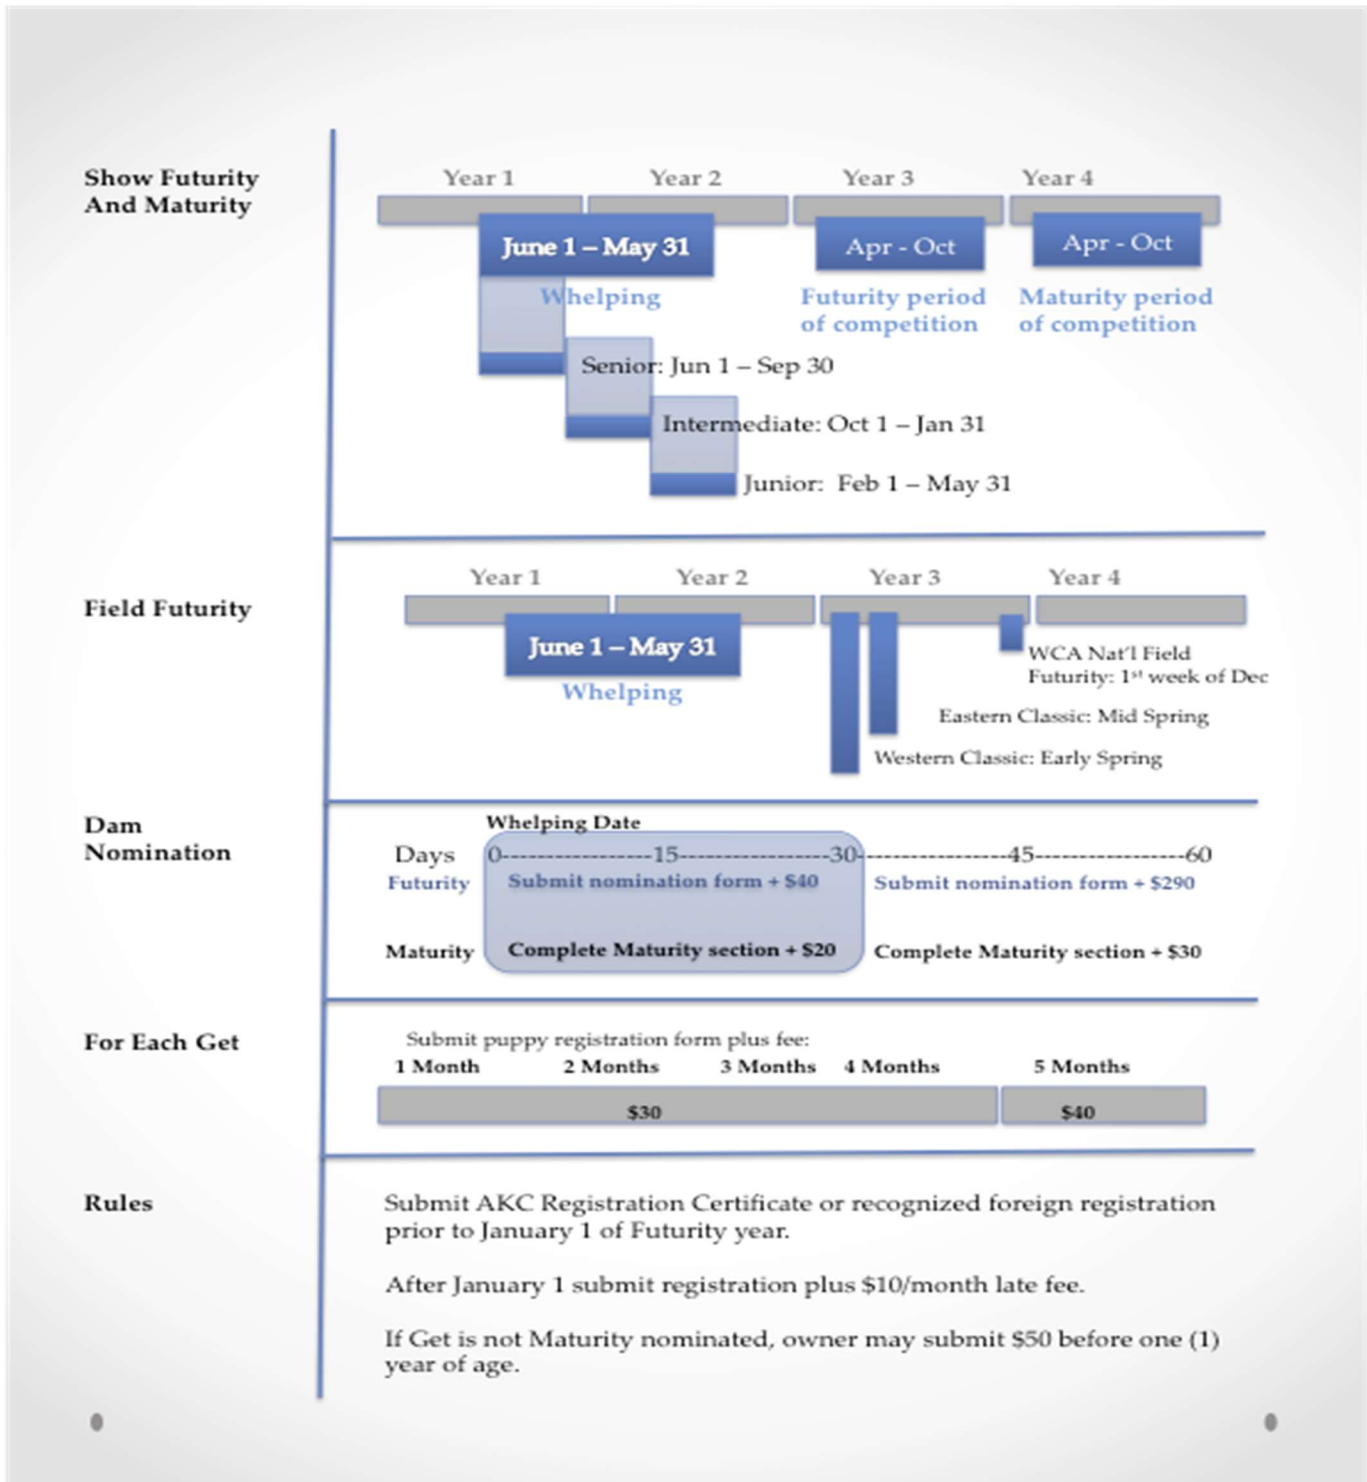 Show Futurity
And Maturity
Year 1
Year 2
Year 3
Year 4
June 1 – May 31
Apr - Oct
Apr - Oct
Whelping
Futurity period
of competition
Maturity period
of competition
Senior: Jun 1 – Sep 30
Intermediate: Oct 1 – Jan 31
Junior: Feb 1 – May 31
Field Futurity
Year 1
Year 2
Year 3
Year 4
June 1 – May 31
Whelping
WCA Nat'l Field
Futurity: 1st week of Dec
Eastern Classic: Mid Spring
Western Classic: Early Spring
Dam
Nomination
Whelping Date
Days 0------------------15------------------30------------------45------------------60
Futurity Submit nomination form + $40 Submit nomination form + $290
Maturity Complete Maturity section + $20 Complete Maturity section + $30
For Each Get
Submit puppy registration form plus fee:
1 Month 2 Months 3 Months 4 Months 5 Months
$30 $40
Rules
Submit AKC Registration Certificate or recognized foreign registration
prior to January 1 of Futurity year.
After January 1 submit registration plus $10/month late fee.
If Get is not Maturity nominated, owner may submit $50 before one (1)
year of age.